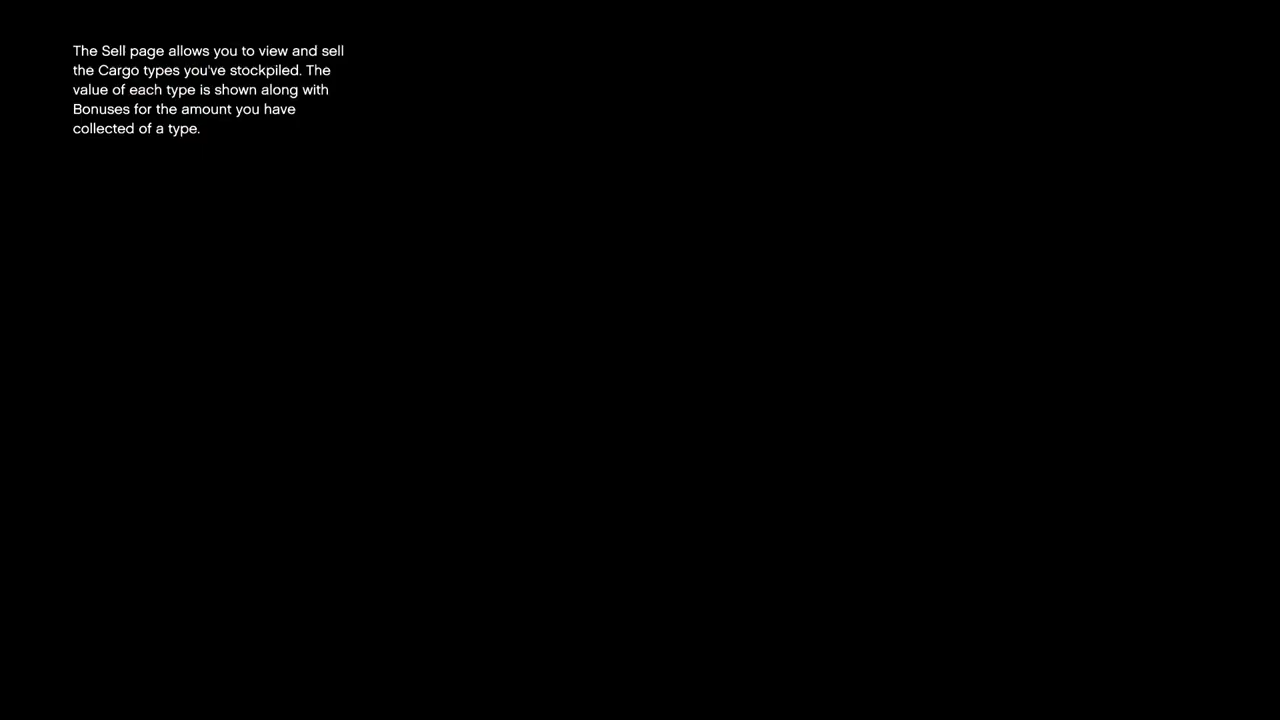 The Sell page allows you to view and sell
the Cargo types you've stockpiled. The
value of each type is shown along with
Bonuses for the amount you have
collected of a type.